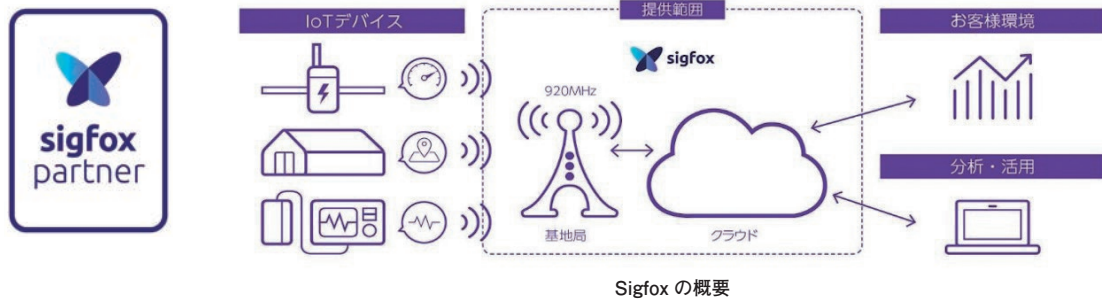 sigfox
partner
IoTデバイス
提供範囲
sigfox
920MHz
基地局
クラウド
お客様環境
分析・活用
Sigfox の概要